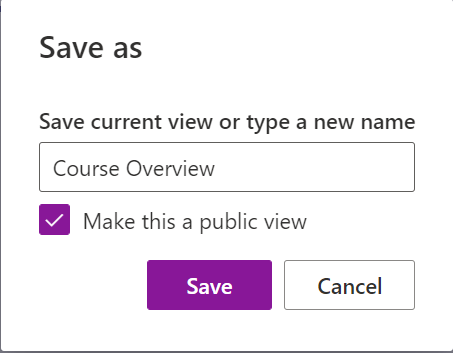 Save as
Save current view or type a new name
Course Overview
Make this a public view
Save
Cancel